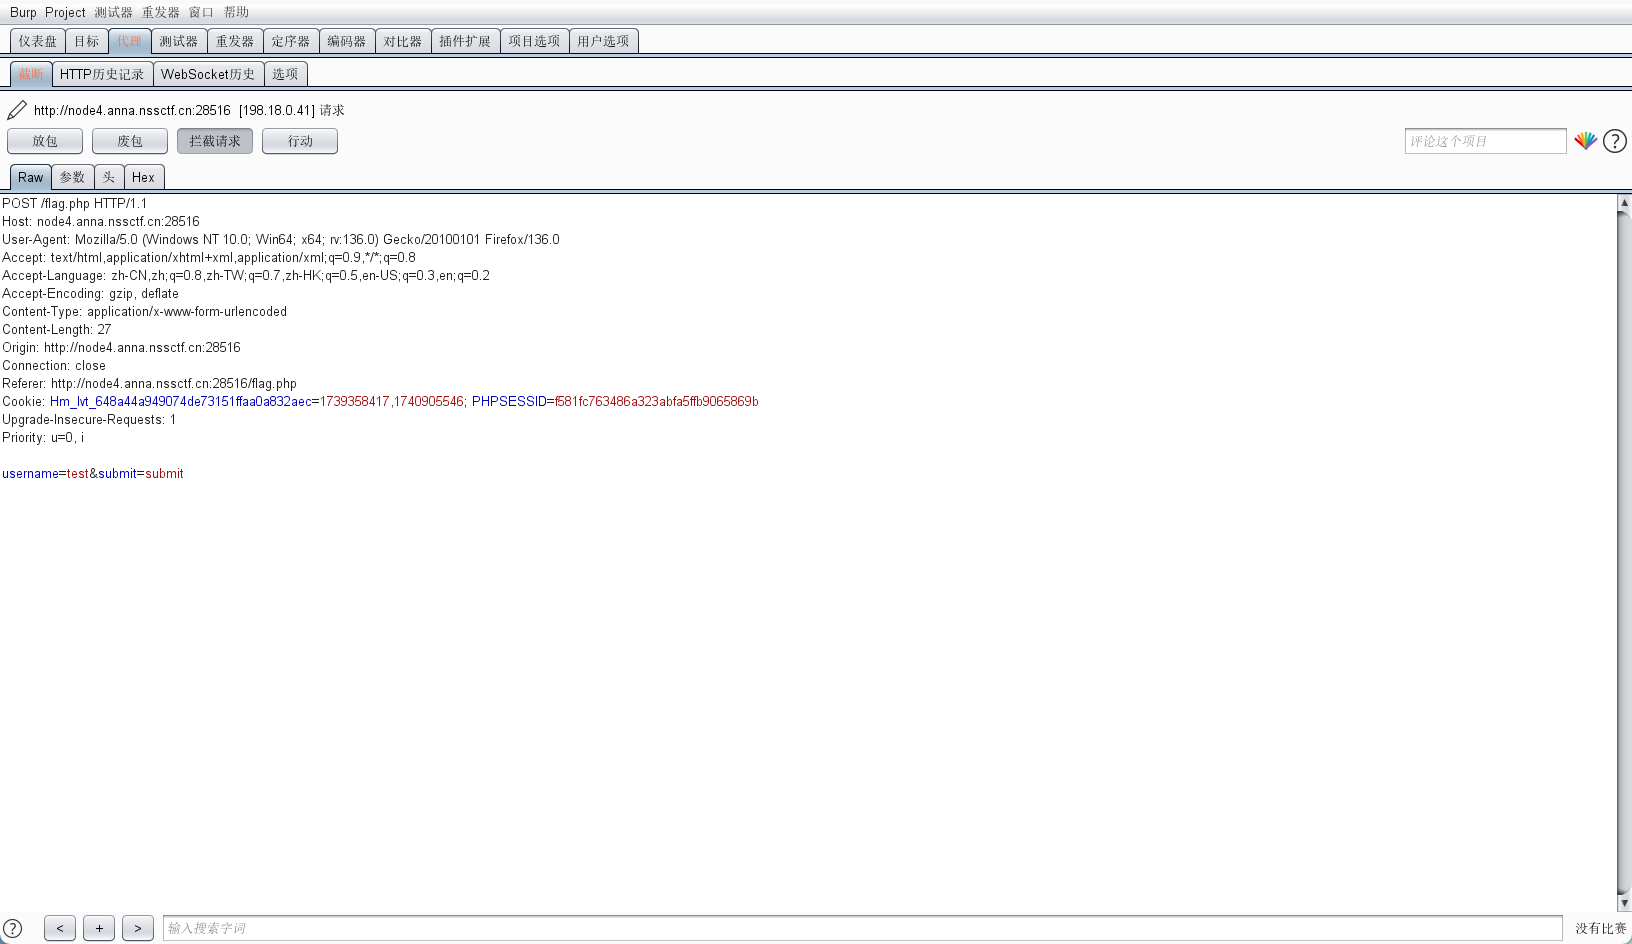 Burp Project 测试器 重发器 窗口 帮助
仪表盘 目标 代理 测试器 重发器 定序器 编码器 对比器 插件扩展 项目选项 用户选项
截断 HTTP历史记录 WebSocket历史 选项
http://node4.anna.nssctf.cn:28516 [198.18.0.41] 请求
放包 废包 拦截请求 行动 评论这个项目 ?
Raw 参数 头 Hex
POST /flag.php HTTP/1.1
Host: node4.anna.nssctf.cn:28516
User-Agent: Mozilla/5.0 (Windows NT 10.0; Win64; x64; rv:136.0) Gecko/20100101 Firefox/136.0
Accept: text/html,application/xhtml+xml,application/xml;q=0.9,*/*;q=0.8
Accept-Language: zh-CN,zh;q=0.8,zh-TW;q=0.7,zh-HK;q=0.5,en-US;q=0.3,en;q=0.2
Accept-Encoding: gzip, deflate
Content-Type: application/x-www-form-urlencoded
Content-Length: 27
Origin: http://node4.anna.nssctf.cn:28516
Connection: close
Referer: http://node4.anna.nssctf.cn:28516/flag.php
Cookie: Hm_lvt_648a44a949074de73151ffaa0a832aec=1739358417,1740905546; PHPSESSID=f581fc763486a323abfa5ffb9065869b
Upgrade-Insecure-Requests: 1
Priority: u=0, i
username=test&submit=submit
? < + > 输入搜索字词 没有比赛